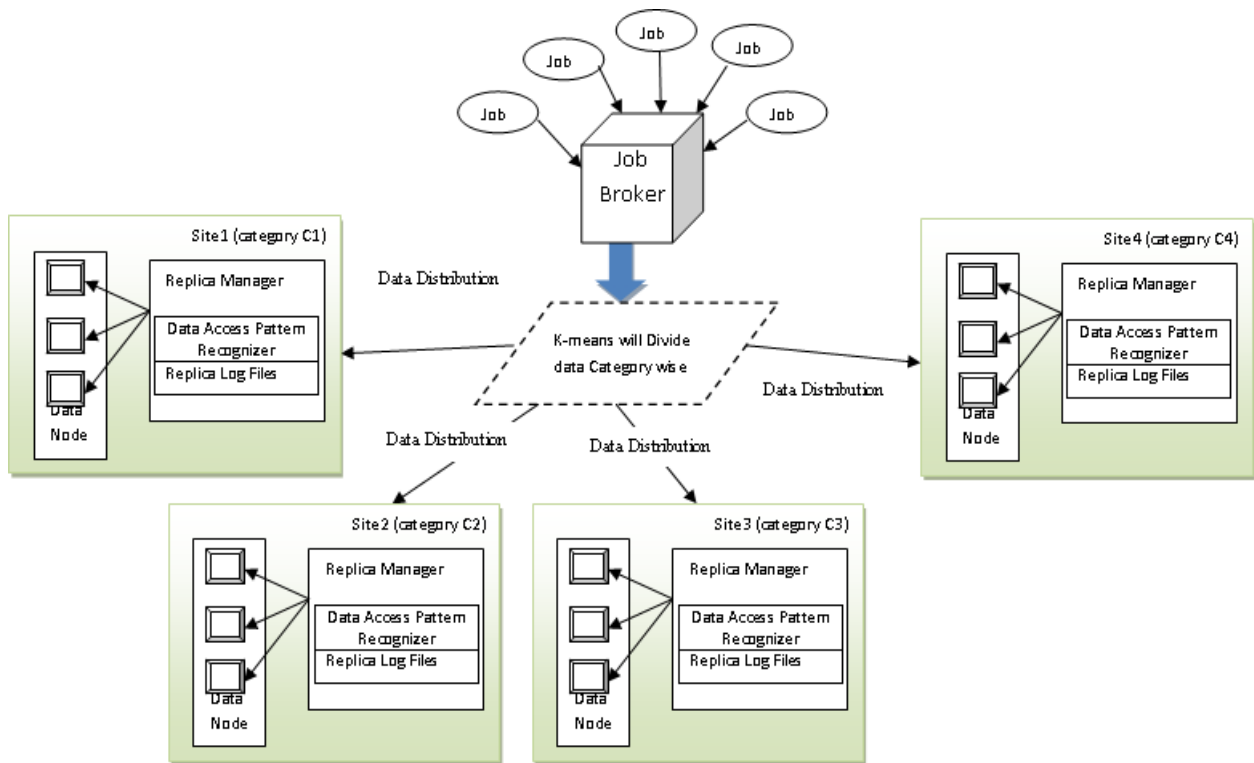 Job
Job
Job
Job
Job
Job
Broker
Site1 (category C1)
Replica Manager
Data Access Pattern
Recognizer
Replica Log Files
Data
Node
Data Distribution
K-means will Divide
data Category wise
Data Distribution
Site4 (category C4)
Replica Manager
Data Access Pattern
Recognizer
Replica Log Files
Data
Node
Data Distribution
Data Distribution
Site2 (category C2)
Replica Manager
Data Access Pattern
Recognizer
Replica Log Files
Data
Node
Site3 (category C3)
Replica Manager
Data Access Pattern
Recognizer
Replica Log Files
Data
Node